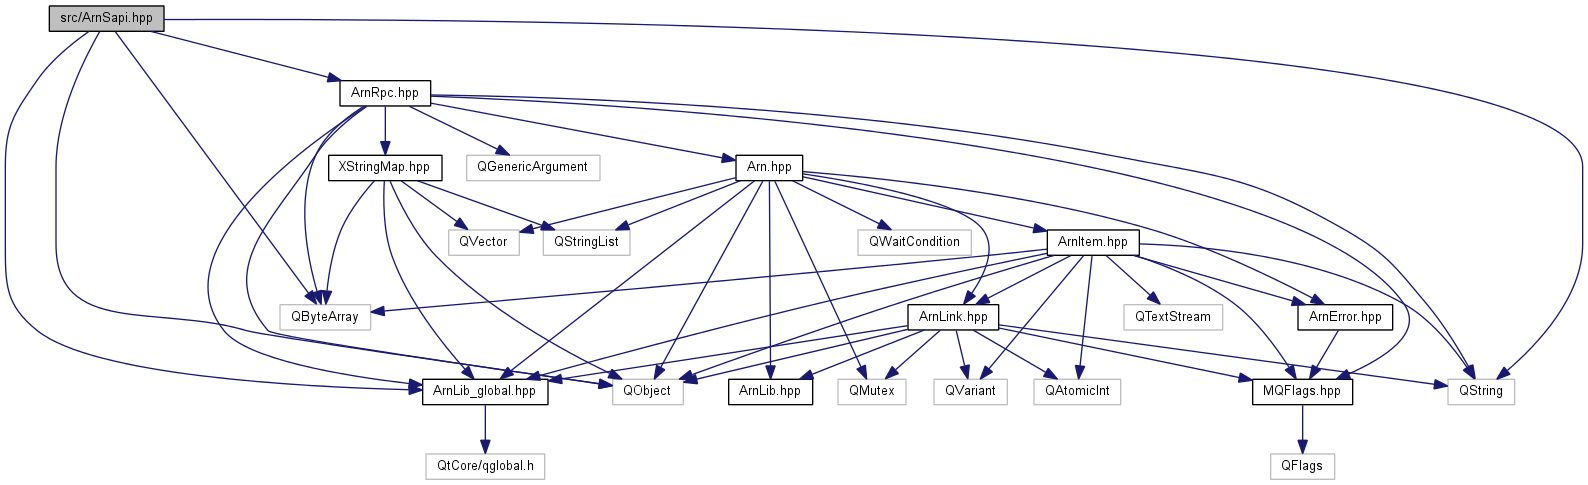 src/ArnSapi.hpp
ArnRpc.hpp
XStringMap.hpp
QGenericArgument
Arn.hpp
QVector
QStringList
QWaitCondition
ArnItem.hpp
QByteArray
ArnLink.hpp
QTextStream
ArnError.hpp
ArnLib_global.hpp
QObject
ArnLib.hpp
QMutex
QVariant
QAtomicInt
MQFlags.hpp
QString
QtCore/qglobal.h
QFlags